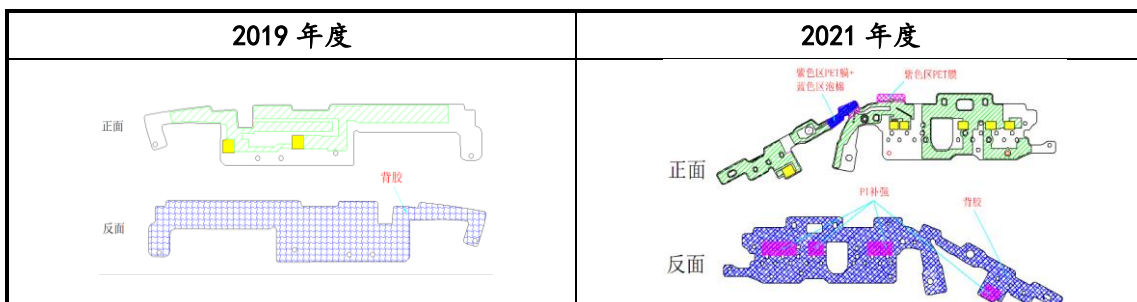 2019 年度
2021 年度
正面
背胶
反面
紫色区PET膜+
蓝色区泡棉
紫色区PET膜
正面
PI补强
背胶
反面